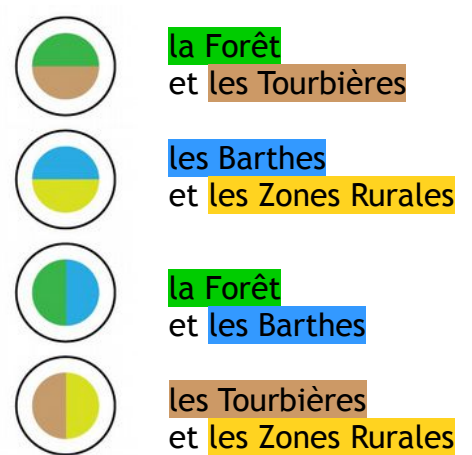 la Forêt
et les Tourbières
les Barthes
et les Zones Rurales
la Forêt
et les Barthes
les Tourbières
et les Zones Rurales